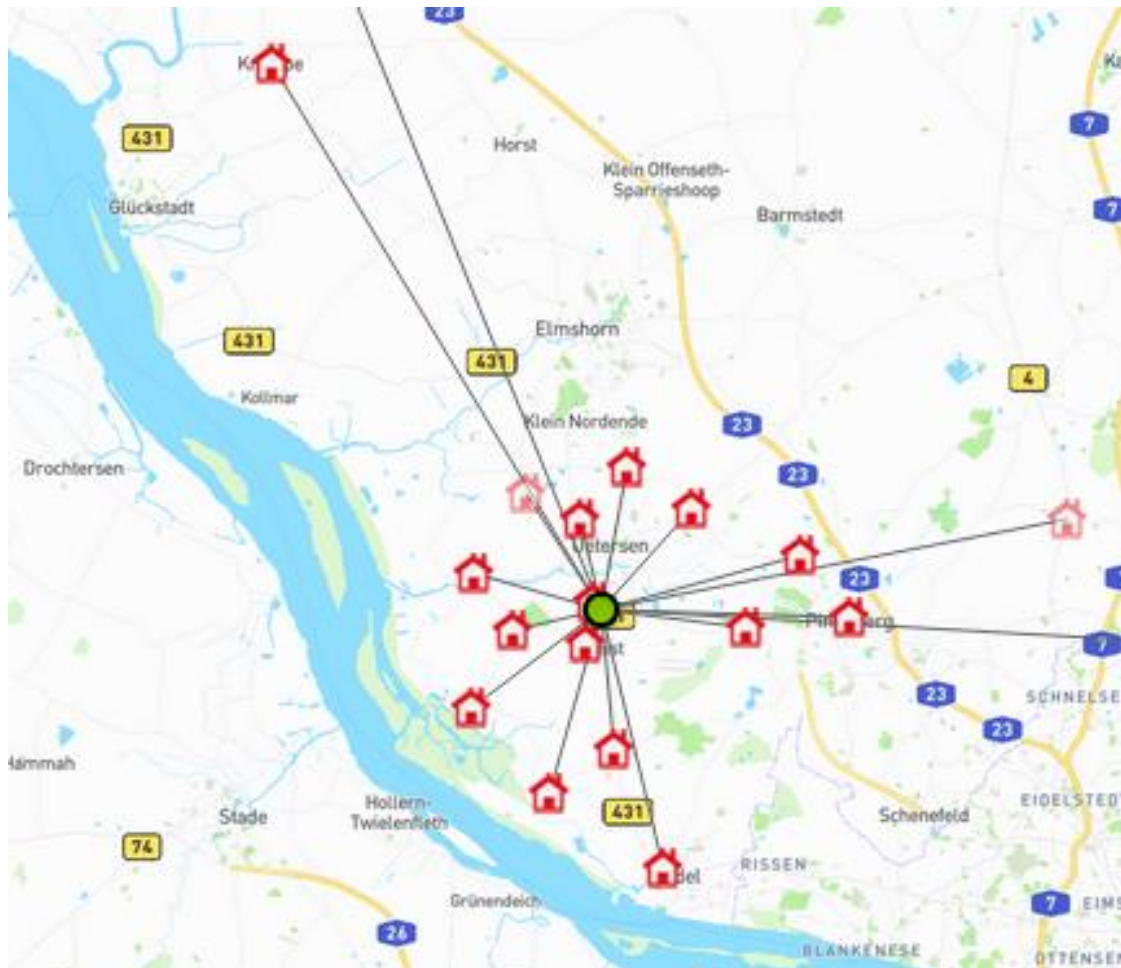 23
431
7
Horst
Klein Offenseth-
Sparrieshoop
Glückstadt
7
Barmstedt
Elmshorn
431
431
4
Kollmar
Klein Nordende
23
Drochtersen
23
Uetersen
23
7
SCHNELSE
23
23
Hammah
Hollern-
Twielenfleth
EIDELSTEDT
431
Stade
Schenefeld
74
RISSEN
Grünendeich
7
EIMS
26
BLANKENESE
OTTENSEN